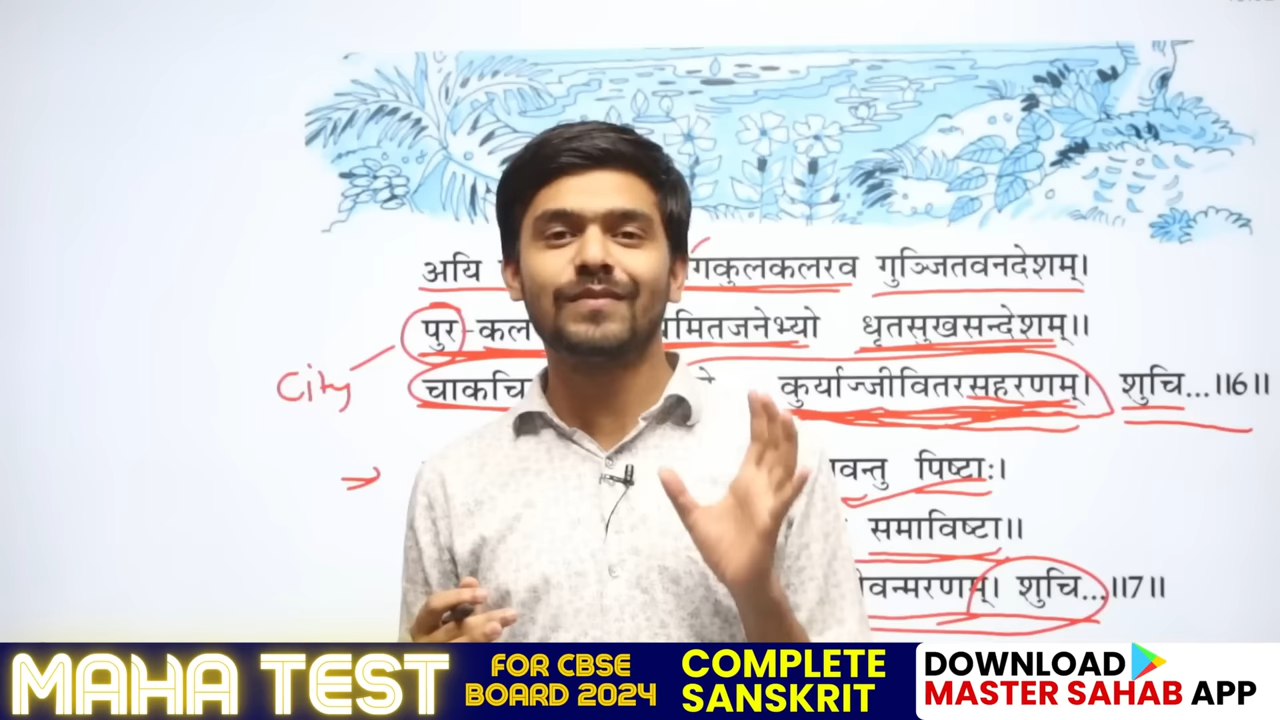 अयि गकुलकलरव गुञ्जितवनदेशम्।
पुर-कल मितजनेभ्यो धृतसुखसन्देशम्॥
City
चाकचि कुर्याज्जीवितरसहरणम्। शुचि...॥6॥
वन्तु पिष्टाः।
समाविष्टा॥
वन्मरणम्। शुचि...॥7॥
MAHA TEST
FOR CBSE
BOARD 2024
COMPLETE
SANSKRIT
DOWNLOAD
MASTER SAHAB APP